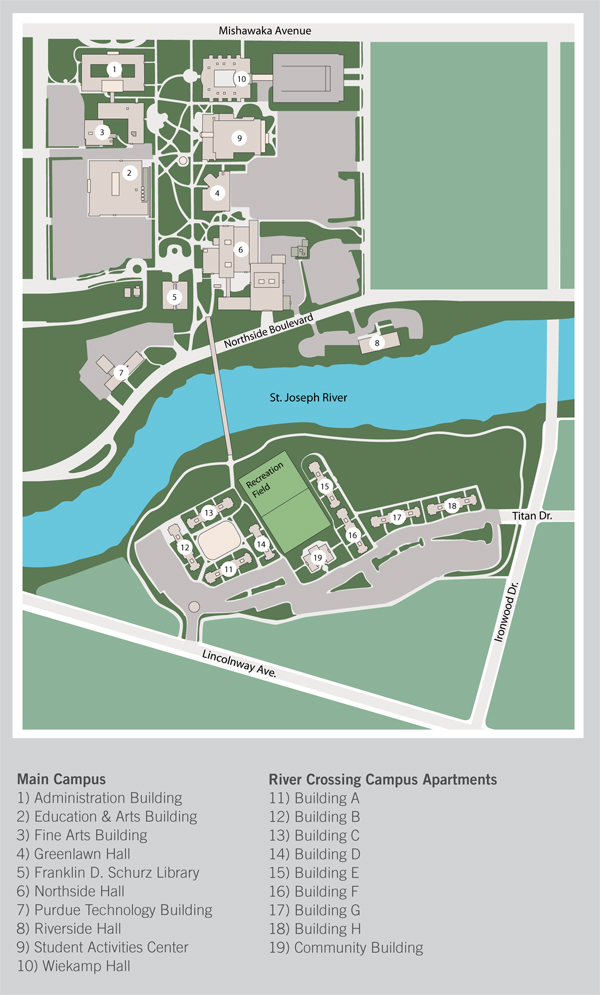 Mishawaka Avenue
1
10
3
9
2
4
6
5
Northside Boulevard
8
7
St. Joseph River
Recreation
Field
15
13
18
17
Titan Dr.
16
12
14
19
11
Ironwood Dr.
Lincolnway Ave.
Main Campus
1) Administration Building
2) Education & Arts Building
3) Fine Arts Building
4) Greenlawn Hall
5) Franklin D. Schurz Library
6) Northside Hall
7) Purdue Technology Building
8) Riverside Hall
9) Student Activities Center
10) Wiekamp Hall
River Crossing Campus Apartments
11) Building A
12) Building B
13) Building C
14) Building D
15) Building E
16) Building F
17) Building G
18) Building H
19) Community Building